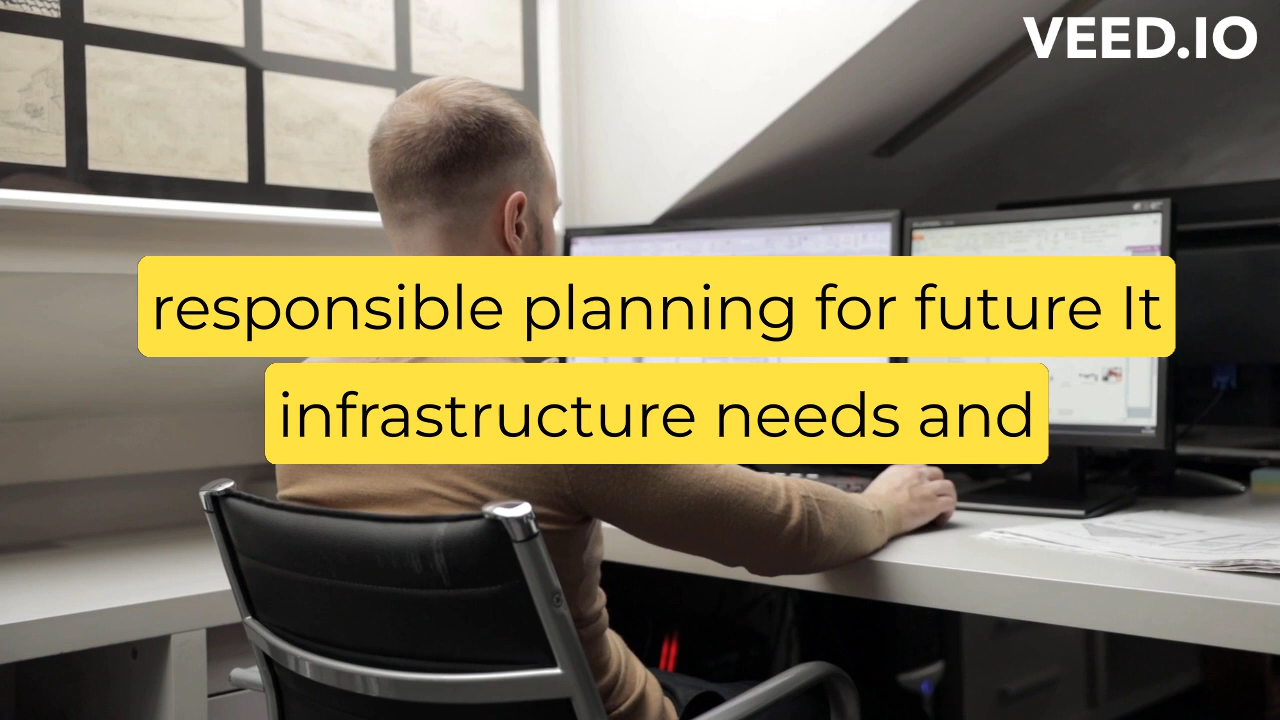 VEED.IO
responsible planning for future It
infrastructure needs and